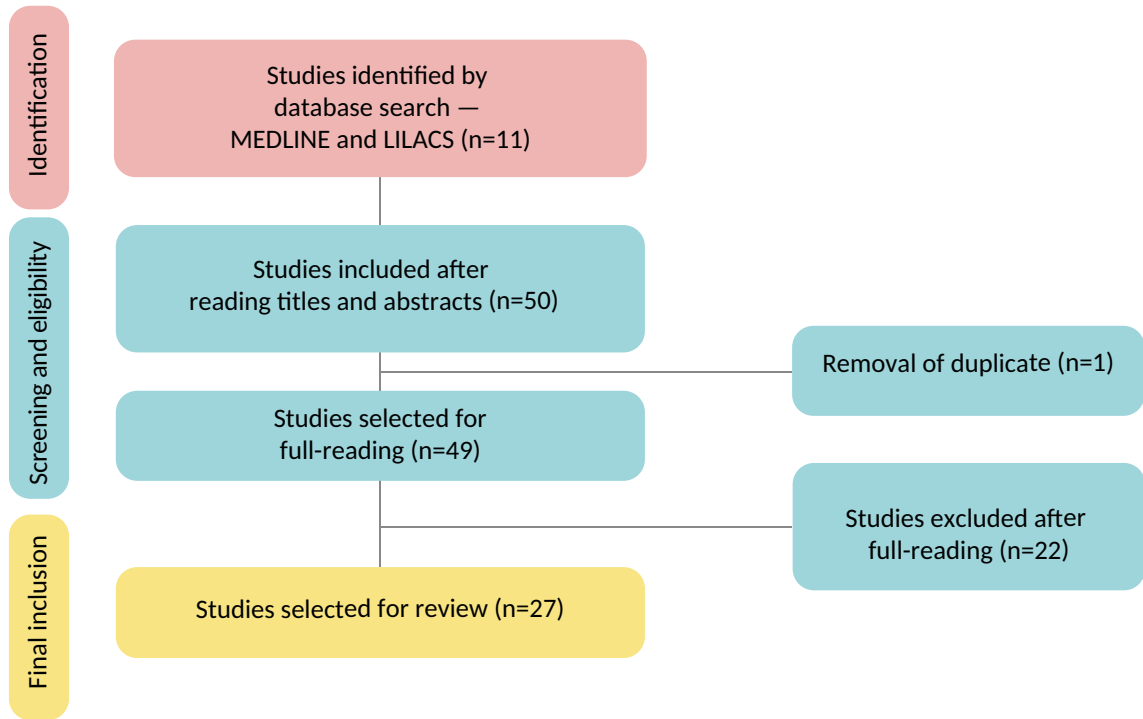 Identification
Studies identified by
database search —
MEDLINE and LILACS (n=11)
Screening and eligibility
Studies included after
reading titles and abstracts (n=50)
Removal of duplicate (n=1)
Studies selected for
full-reading (n=49)
Studies excluded after
full-reading (n=22)
Final inclusion
Studies selected for review (n=27)